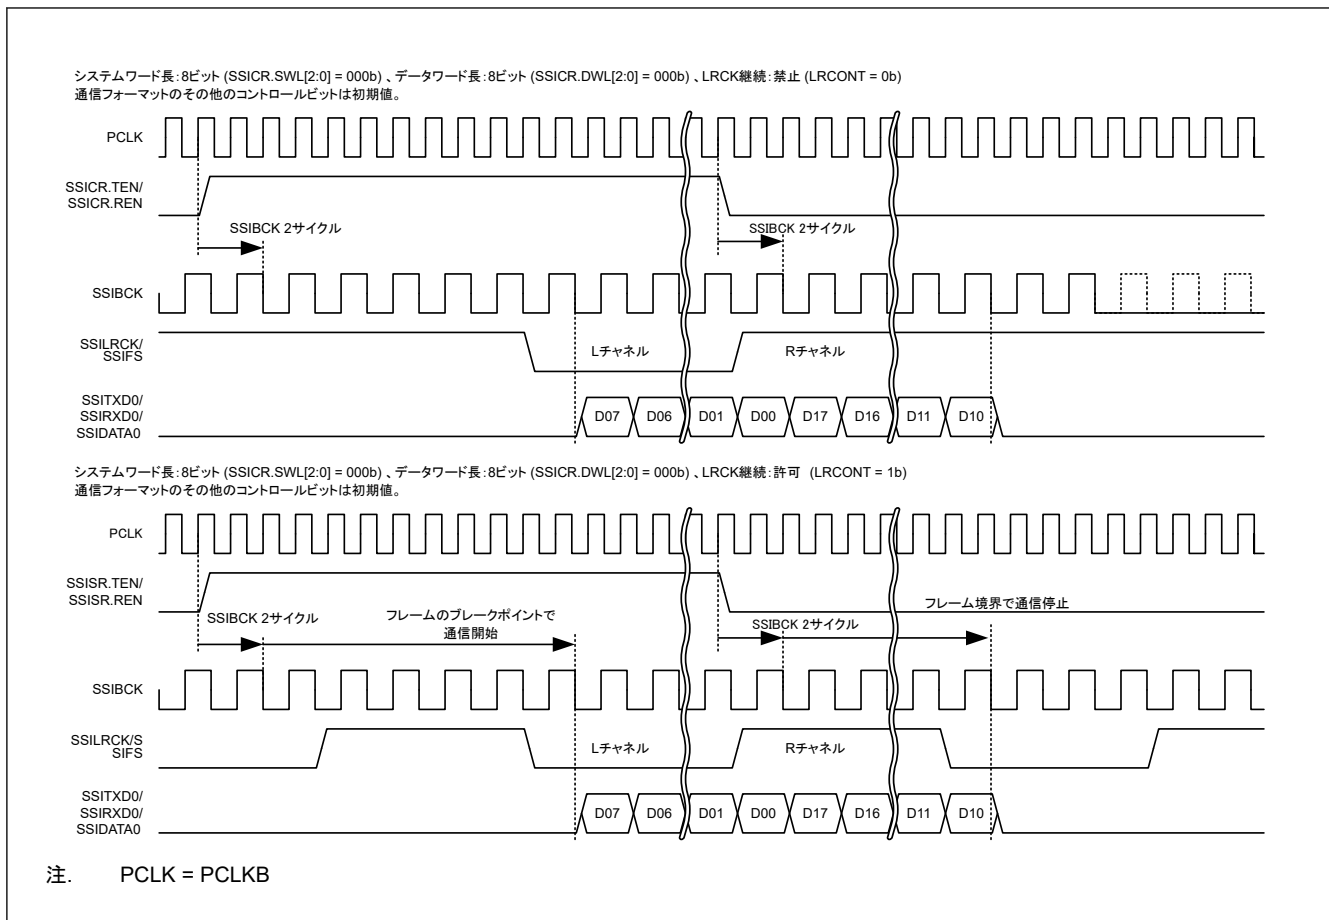 システムワード長:8ビット (SSICR.SWL[2:0] = 000b) 、データワード長:8ビット (SSICR.DWL[2:0] = 000b) 、LRCK継続:禁止 (LRCONT = 0b)
通信フォーマットのその他のコントロールビットは初期値。
PCLK
SSICR.TEN/
SSICR.REN
SSIBCK 2サイクル
SSIBCK 2サイクル
SSIBCK
SSILRCK/
SSIFS
Lチャネル
Rチャネル
SSITXD0/
SSIRXD0/
SSIDATA0
D07 D06 D01 D00 D17 D16 D11 D10
システムワード長:8ビット (SSICR.SWL[2:0] = 000b) 、データワード長:8ビット (SSICR.DWL[2:0] = 000b) 、LRCK継続:許可 (LRCONT = 1b)
通信フォーマットのその他のコントロールビットは初期値。
PCLK
SSISR.TEN/
SSISR.REN
SSIBCK 2サイクル
フレームのブレークポイントで
通信開始
SSIBCK 2サイクル
フレーム境界で通信停止
SSIBCK
SSILRCK/S
SIFS
Lチャネル
Rチャネル
SSITXD0/
SSIRXD0/
SSIDATA0
D07 D06 D01 D00 D17 D16 D11 D10
注. PCLK = PCLKB